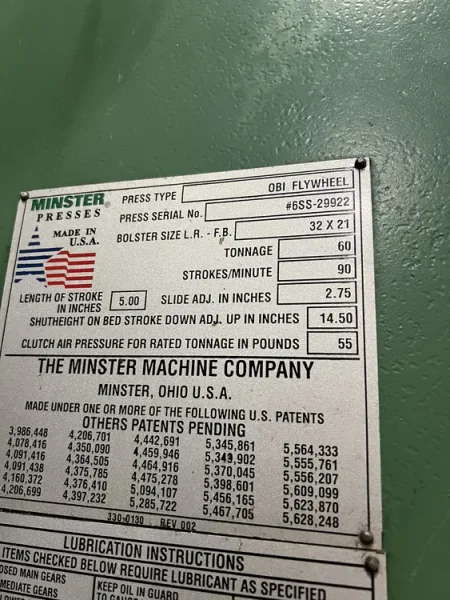 MINSTER®
PRESSES
MADE IN
U.S.A.
PRESS TYPE OBI FLYWHEEL
PRESS SERIAL No. #6SS-29922
BOLSTER SIZE L.R. - F.B. 32 X 21
TONNAGE 60
STROKES/MINUTE 90
LENGTH OF STROKE IN INCHES 5.00 SLIDE ADJ. IN INCHES 2.75
SHUTHEIGHT ON BED STROKE DOWN ADJ. UP IN INCHES 14.50
CLUTCH AIR PRESSURE FOR RATED TONNAGE IN POUNDS 55
THE MINSTER MACHINE COMPANY
MINSTER, OHIO U.S.A.
MADE UNDER ONE OR MORE OF THE FOLLOWING U.S. PATENTS
OTHERS PATENTS PENDING
3,986,448 4,206,701 4,442,691 5,345,861 5,564,333
4,078,416 4,350,090 4,459,946 5,343,902 5,555,761
4,091,416 4,364,505 4,464,916 5,370,045 5,556,207
4,091,438 4,375,785 4,475,278 5,398,601 5,609,099
4,160,372 4,376,410 5,094,107 5,456,165 5,623,870
4,206,699 4,397,232 5,285,722 5,467,705 5,628,248
330-0130 REV 002
LUBRICATION INSTRUCTIONS
ITEMS CHECKED BELOW REQUIRE LUBRICANT AS SPECIFIED
MAIN GEARS KEEP OIL IN GUARD
GEARS